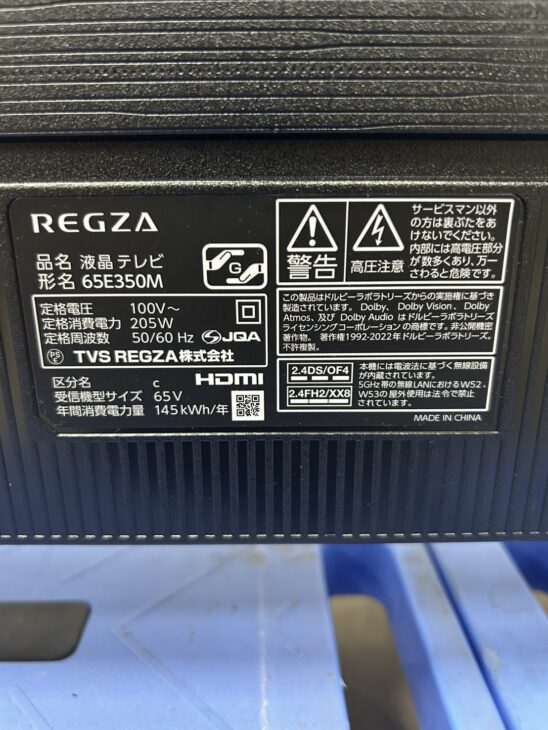 REGZA
品名 液晶テレビ
形名 65E350M
G
定格電圧 100V～
定格消費電力 205W
定格周波数 50/60 Hz JQA
PS
E
TVS REGZA株式会社
区分名 c HDMI
受信機型サイズ 65V
年間消費電力量 145kWh/年
警告
高圧注意
サービスマン以外
の方は裏ぶたをあ
けないでください。
内部には高電圧部分
が数多くあり、万一
さわると危険です。
この製品はドルビーラボラトリーズからの実施権に基づき
製造されています。Dolby、Dolby Vision、Dolby
Atmos、及び Dolby Audio はドルビーラボラトリーズ
ライセンシングコーポレーションの商標です。非公開機密
著作物。 著作権1992-2022年ドルビーラボラトリーズ。
不許複製。
2.4DS/OF4
2.4FH2/XX8
本機には電波法に基づく無線設備
が内蔵されています。
5GHz帯の無線LANにおけるW52、
W53の屋外使用は法令で禁止
されています。
MADE IN CHINA